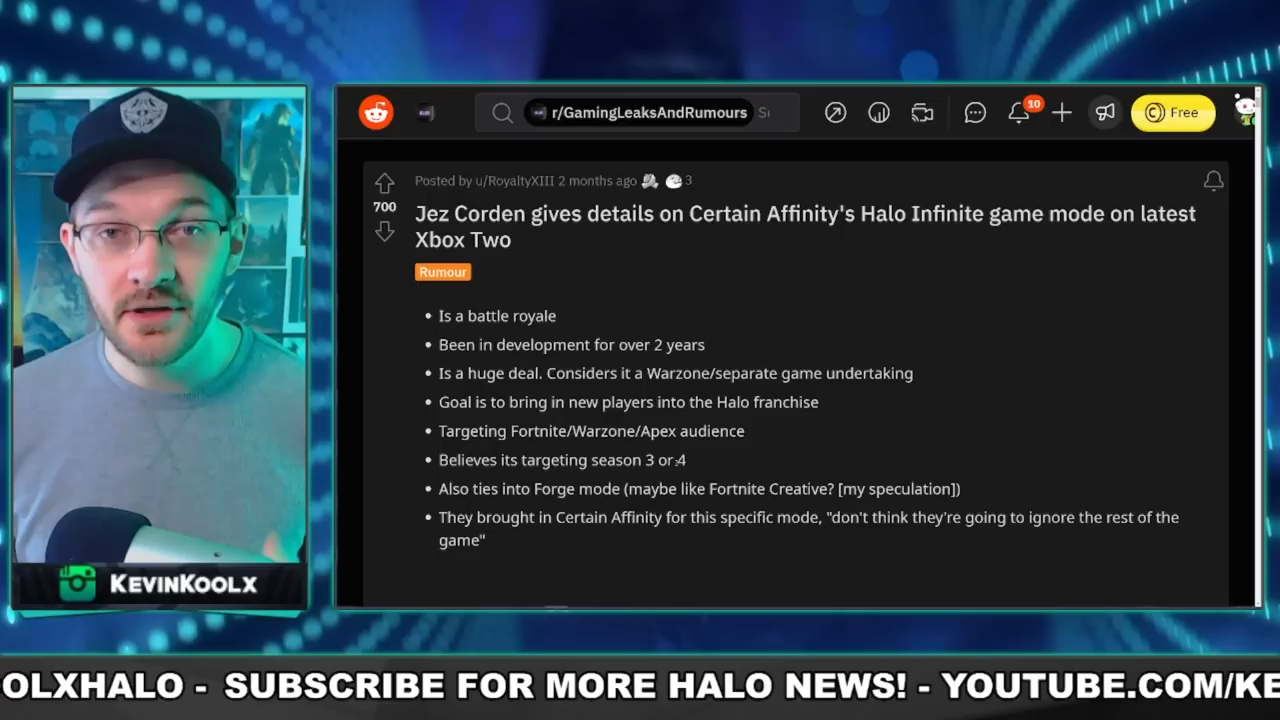 r/GamingLeaksAndRumours
10
Free
Posted by u/RoyaltyXIII 2 months ago
3
700
Jez Corden gives details on Certain Affinity's Halo Infinite game mode on latest
Xbox Two
Rumour
• Is a battle royale
• Been in development for over 2 years
• Is a huge deal. Considers it a Warzone/separate game undertaking
• Goal is to bring in new players into the Halo franchise
• Targeting Fortnite/Warzone/Apex audience
• Believes its targeting season 3 or 4
• Also ties into Forge mode (maybe like Fortnite Creative? [my speculation])
• They brought in Certain Affinity for this specific mode, "don't think they're going to ignore the rest of the
game"
KEVINKOOLX
OLXHALO - SUBSCRIBE FOR MORE HALO NEWS! - YOUTUBE.COM/KE